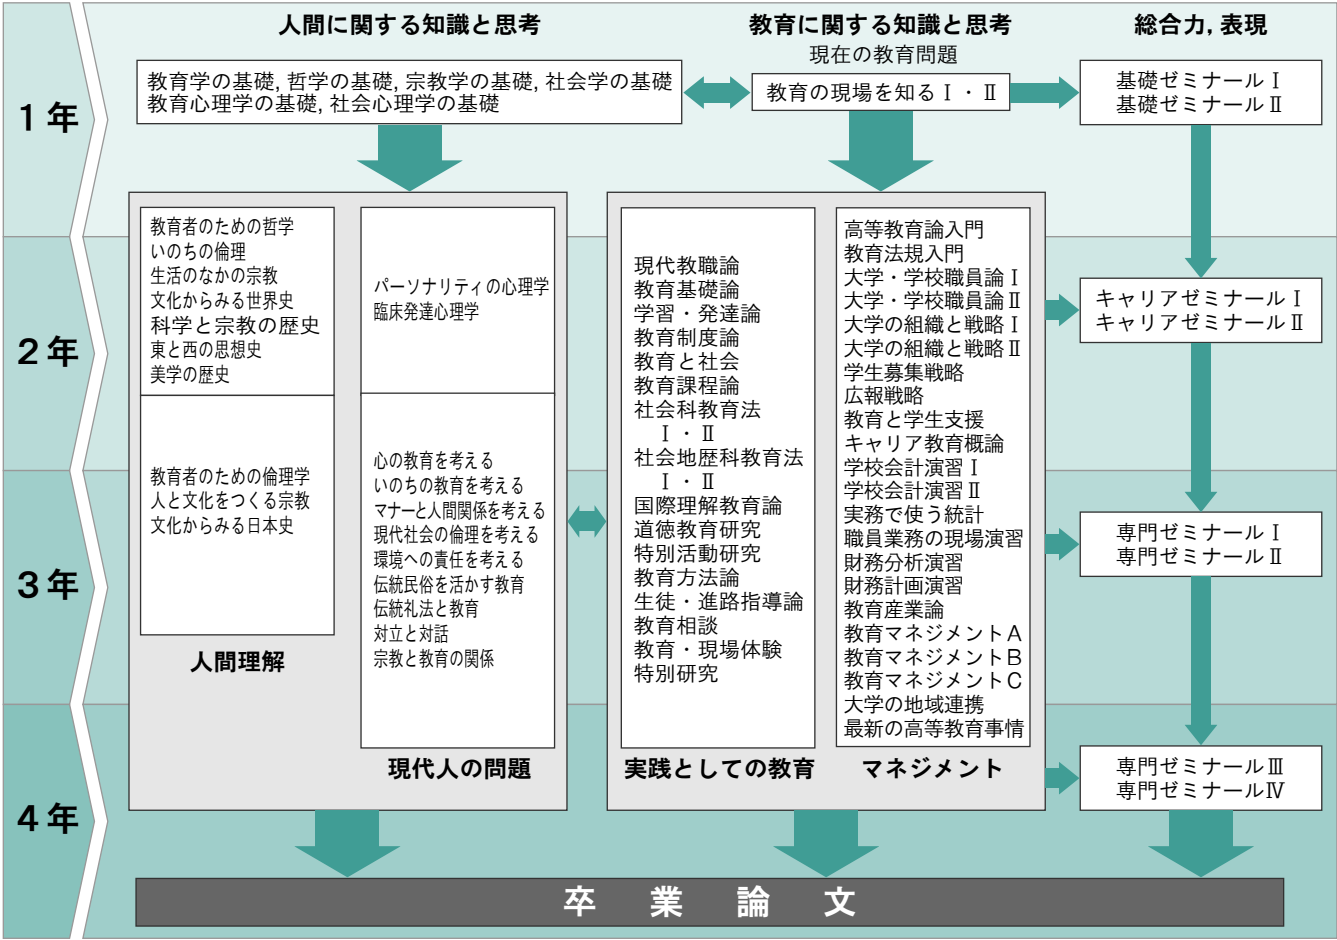 人間に関する知識と思考
教育に関する知識と思考
総合力, 表現
現在の教育問題
1年
教育学の基礎, 哲学の基礎, 宗教学の基礎, 社会学の基礎
教育心理学の基礎, 社会心理学の基礎
教育の現場を知るⅠ・Ⅱ
基礎ゼミナールⅠ
基礎ゼミナールⅡ
2年
3年
4年
教育者のための哲学
いのちの倫理
生活のなかの宗教
文化からみる世界史
科学と宗教の歴史
東と西の思想史
美学の歴史
教育者のための倫理学
人と文化をつくる宗教
文化からみる日本史
人間理解
パーソナリティの心理学
臨床発達心理学
心の教育を考える
いのちの教育を考える
マナーと人間関係を考える
現代社会の倫理を考える
環境への責任を考える
伝統民俗を活かす教育
伝統礼法と教育
対立と対話
宗教と教育の関係
現代人の問題
現代教職論
教育基礎論
学習・発達論
教育制度論
教育と社会
教育課程論
社会科教育法
Ⅰ・Ⅱ
社会地歴科教育法
Ⅰ・Ⅱ
国際理解教育論
道徳教育研究
特別活動研究
教育方法論
生徒・進路指導論
教育相談
教育・現場体験
特別研究
実践としての教育
高等教育論入門
教育法規入門
大学・学校職員論Ⅰ
大学・学校職員論Ⅱ
大学の組織と戦略Ⅰ
大学の組織と戦略Ⅱ
学生募集戦略
広報戦略
教育と学生支援
キャリア教育概論
学校会計演習Ⅰ
学校会計演習Ⅱ
実務で使う統計
職員業務の現場演習
財務分析演習
財務計画演習
教育産業論
教育マネジメントA
教育マネジメントB
教育マネジメントC
大学の地域連携
最新の高等教育事情
マネジメント
キャリアゼミナールⅠ
キャリアゼミナールⅡ
専門ゼミナールⅠ
専門ゼミナールⅡ
専門ゼミナールⅢ
専門ゼミナールⅣ
卒業論文